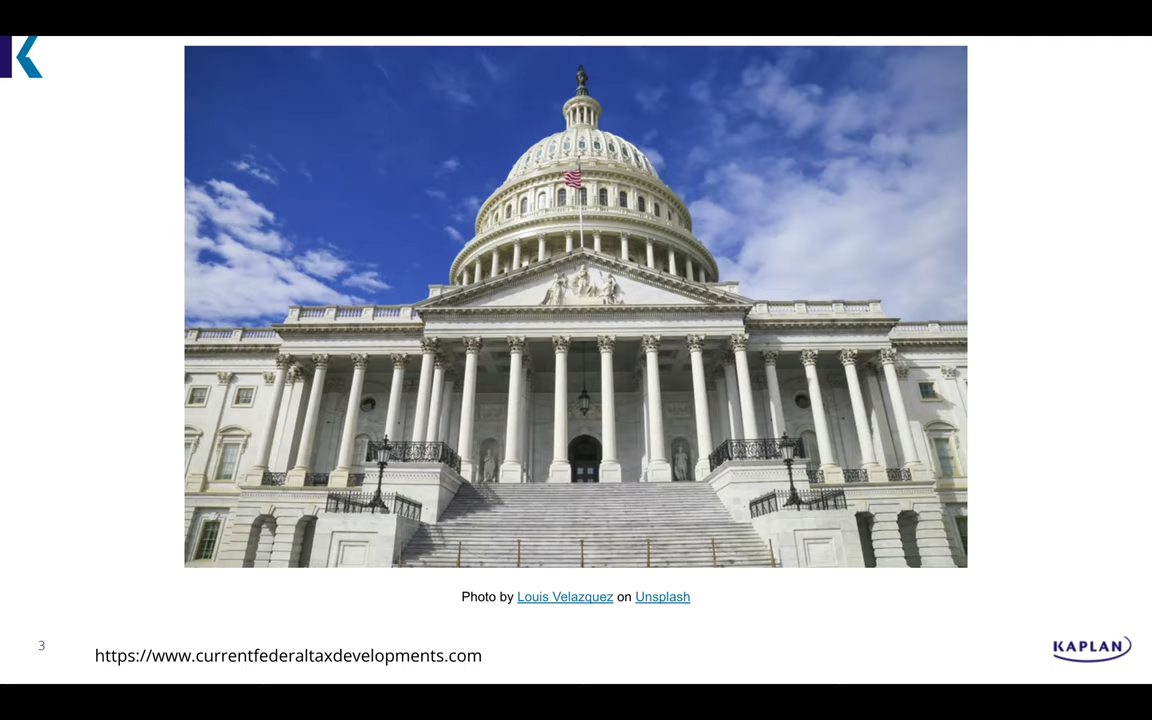 Photo by Louis Velazquez on Unsplash
3
https://www.currentfederaltaxdevelopments.com
KAPLAN